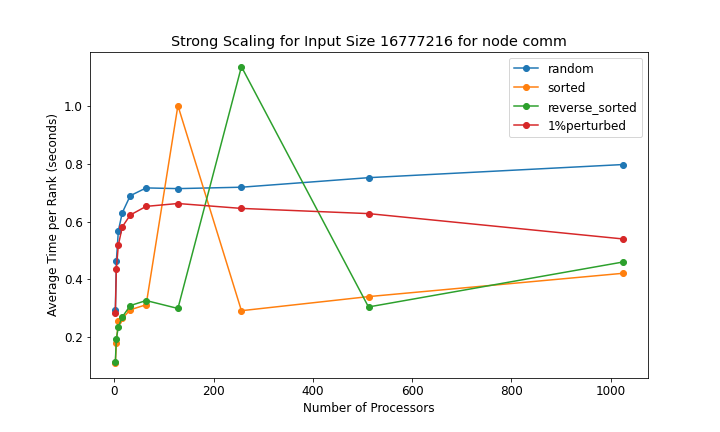 Strong Scaling for Input Size 16777216 for node comm
random
sorted
reverse_sorted
1%perturbed
Average Time per Rank (seconds)
1.0
0.8
0.6
0.4
0.2
0
200
400
600
800
1000
Number of Processors